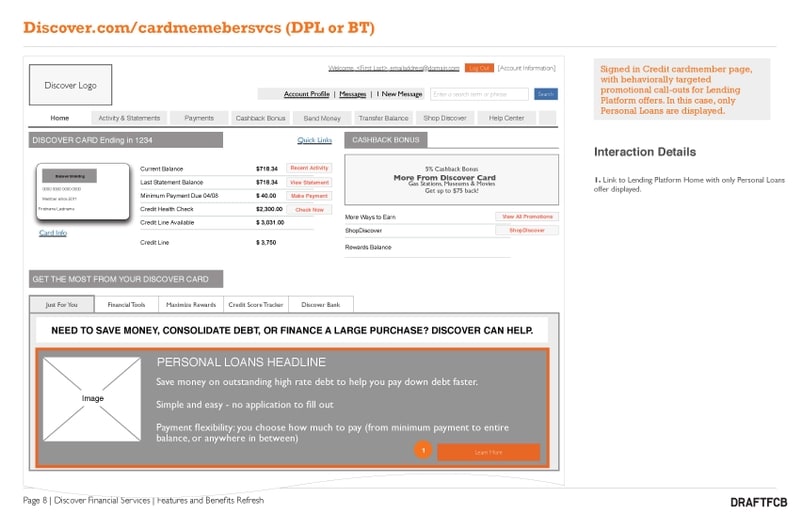 Discover.com/cardmemebersvcs (DPL or BT)
Discover Logo
Welcome, <First Last>, emailaddress@domain.com
Log Out
[Account Information]
Account Profile | Messages | 1 New Message
Enter a search term or phrase
Search
Home
Activity & Statements
Payments
Cashback Bonus
Send Money
Transfer Balance
Shop Discover
Help Center
DISCOVER CARD Ending in 1234
Quick Links
Card Info
Current Balance $718.34 Recent Activity
Last Statement Balance $718.34 View Statement
Minimum Payment Due 04/08 $ 40.00 Make Payment
Credit Health Check $2,300.00 Check Now
Credit Line Available $ 3,031.00
Credit Line $ 3,750
CASHBACK BONUS
5% Cashback Bonus
More From Discover Card
Gas Stations, Museums & Movies
Get up to $75 back!
More Ways to Earn View All Promotions
ShopDiscover ShopDiscover
Rewards Balance
GET THE MOST FROM YOUR DISCOVER CARD
Just For You
Financial Tools
Maximize Rewards
Credit Score Tracker
Discover Bank
NEED TO SAVE MONEY, CONSOLIDATE DEBT, OR FINANCE A LARGE PURCHASE? DISCOVER CAN HELP.
Image
PERSONAL LOANS HEADLINE
Save money on outstanding high rate debt to help you pay down debt faster.
Simple and easy - no application to fill out
Payment flexibility: you choose how much to pay (from minimum payment to entire
balance, or anywhere in between)
1
Learn More
Signed in Credit cardmember page,
with behaviorally targeted
promotional call-outs for Lending
Platform offers. In this case, only
Personal Loans are displayed.
Interaction Details
1. Link to Lending Platform Home with only Personal Loans
offer displayed.
Page 8 | Discover Financial Services | Features and Benefits Refresh
DRAFTFCB